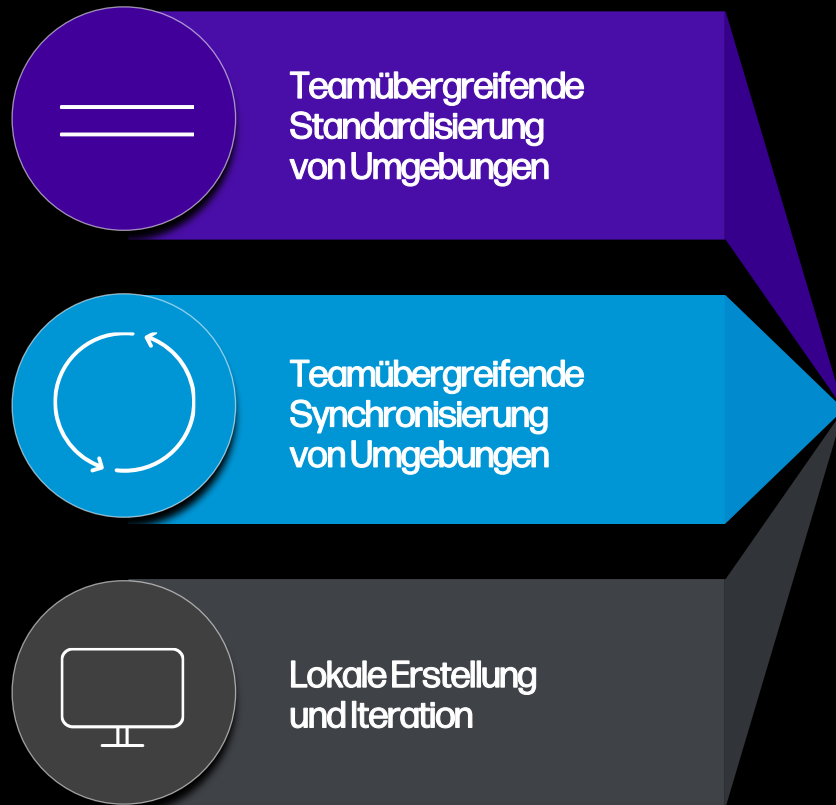 Teamübergreifende
Standardisierung
von Umgebungen
Teamübergreifende
Synchronisierung
von Umgebungen
Lokale Erstellung
und Iteration